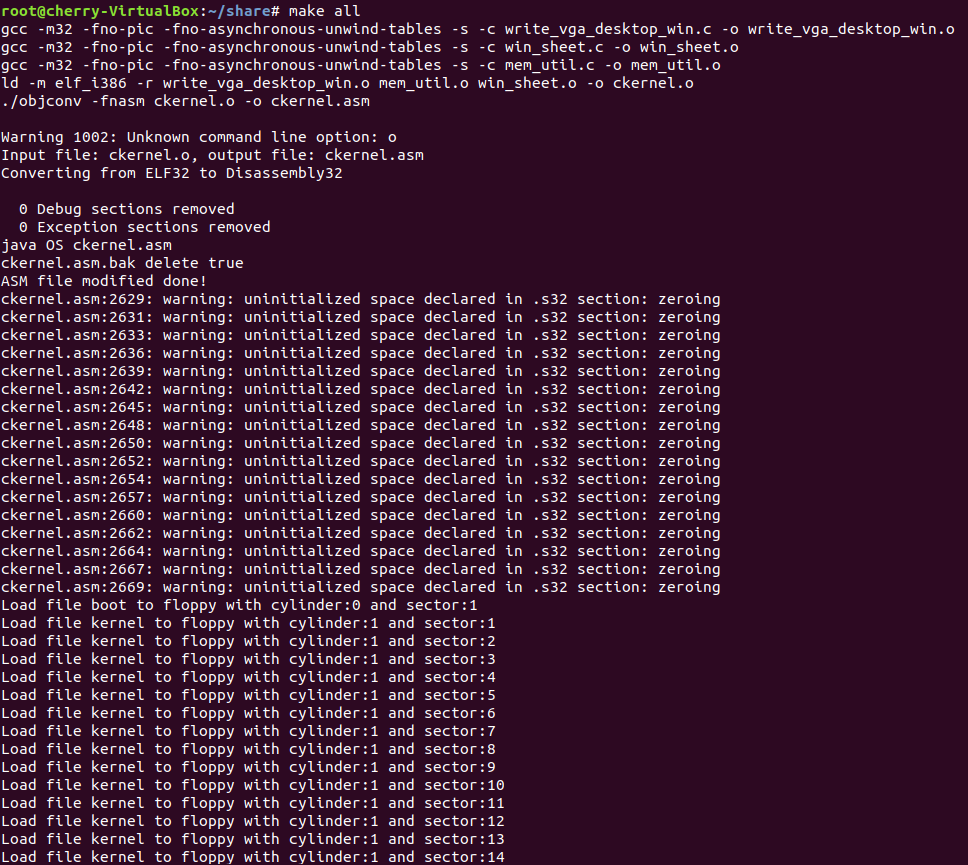 root@cherry-VirtualBox:~/share# make all
gcc -m32 -fno-pic -fno-asynchronous-unwind-tables -s -c write_vga_desktop_win.c -o write_vga_desktop_win.o
gcc -m32 -fno-pic -fno-asynchronous-unwind-tables -s -c win_sheet.c -o win_sheet.o
gcc -m32 -fno-pic -fno-asynchronous-unwind-tables -s -c mem_util.c -o mem_util.o
ld -m elf_i386 -r write_vga_desktop_win.o mem_util.o win_sheet.o -o ckernel.o
./objconv -fnasm ckernel.o -o ckernel.asm
Warning 1002: Unknown command line option: o
Input file: ckernel.o, output file: ckernel.asm
Converting from ELF32 to Disassembly32
0 Debug sections removed
0 Exception sections removed
java OS ckernel.asm
ckernel.asm.bak delete true
ASM file modified done!
ckernel.asm:2629: warning: uninitialized space declared in .s32 section: zeroing
ckernel.asm:2631: warning: uninitialized space declared in .s32 section: zeroing
ckernel.asm:2633: warning: uninitialized space declared in .s32 section: zeroing
ckernel.asm:2636: warning: uninitialized space declared in .s32 section: zeroing
ckernel.asm:2639: warning: uninitialized space declared in .s32 section: zeroing
ckernel.asm:2642: warning: uninitialized space declared in .s32 section: zeroing
ckernel.asm:2645: warning: uninitialized space declared in .s32 section: zeroing
ckernel.asm:2648: warning: uninitialized space declared in .s32 section: zeroing
ckernel.asm:2650: warning: uninitialized space declared in .s32 section: zeroing
ckernel.asm:2652: warning: uninitialized space declared in .s32 section: zeroing
ckernel.asm:2654: warning: uninitialized space declared in .s32 section: zeroing
ckernel.asm:2657: warning: uninitialized space declared in .s32 section: zeroing
ckernel.asm:2660: warning: uninitialized space declared in .s32 section: zeroing
ckernel.asm:2662: warning: uninitialized space declared in .s32 section: zeroing
ckernel.asm:2664: warning: uninitialized space declared in .s32 section: zeroing
ckernel.asm:2667: warning: uninitialized space declared in .s32 section: zeroing
ckernel.asm:2669: warning: uninitialized space declared in .s32 section: zeroing
Load file boot to floppy with cylinder:0 and sector:1
Load file kernel to floppy with cylinder:1 and sector:1
Load file kernel to floppy with cylinder:1 and sector:2
Load file kernel to floppy with cylinder:1 and sector:3
Load file kernel to floppy with cylinder:1 and sector:4
Load file kernel to floppy with cylinder:1 and sector:5
Load file kernel to floppy with cylinder:1 and sector:6
Load file kernel to floppy with cylinder:1 and sector:7
Load file kernel to floppy with cylinder:1 and sector:8
Load file kernel to floppy with cylinder:1 and sector:9
Load file kernel to floppy with cylinder:1 and sector:10
Load file kernel to floppy with cylinder:1 and sector:11
Load file kernel to floppy with cylinder:1 and sector:12
Load file kernel to floppy with cylinder:1 and sector:13
Load file kernel to floppy with cylinder:1 and sector:14